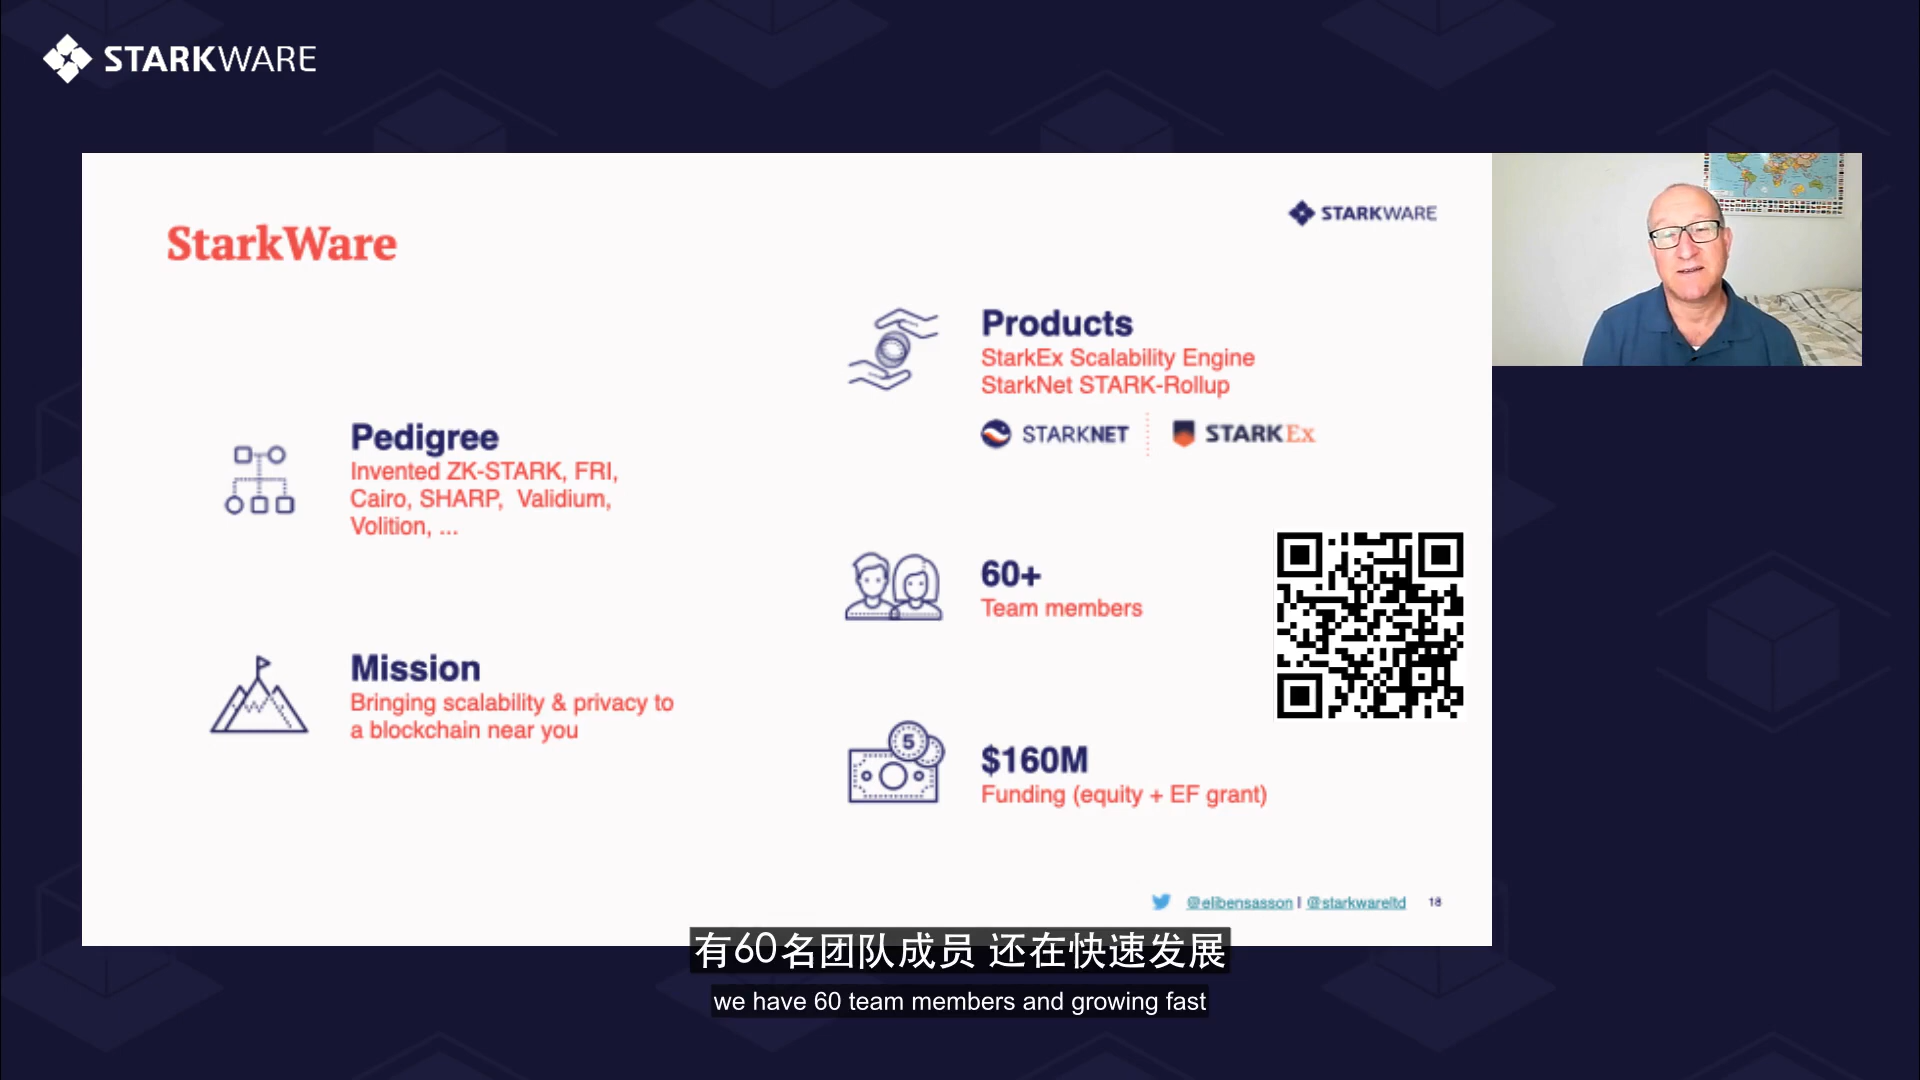 STARKWARE
StarkWare
STARKWARE
Products
StarkEx Scalability Engine
StarkNet STARK-Rollup
STARKNET
STARKEx
Pedigree
Invented ZK-STARK, FRI,
Cairo, SHARP, Validium,
Volition, ...
60+
Team members
Mission
Bringing scalability & privacy to
a blockchain near you
5
$160M
Funding (equity + EF grant)
@elibensasson | @starkwareltd 18
有60名团队成员 还在快速发展
we have 60 team members and growing fast